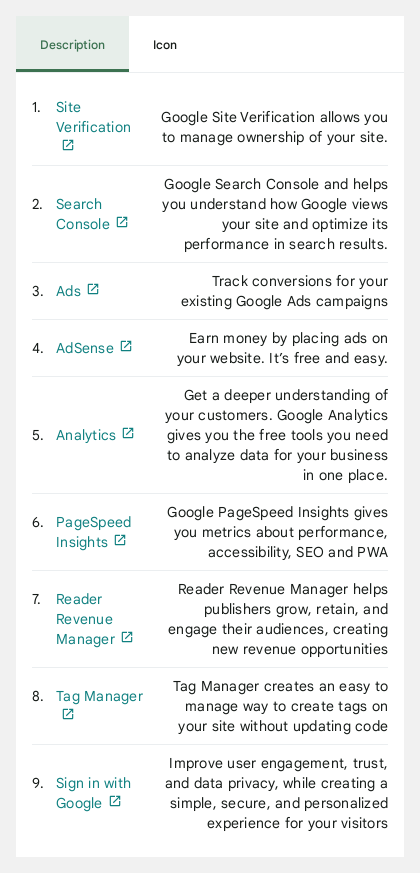 Description Icon
1. Site
Verification
Google Site Verification allows you
to manage ownership of your site.
2. Search
Console
Google Search Console and helps
you understand how Google views
your site and optimize its
performance in search results.
3. Ads
Track conversions for your
existing Google Ads campaigns
4. AdSense
Earn money by placing ads on
your website. It’s free and easy.
5. Analytics
Get a deeper understanding of
your customers. Google Analytics
gives you the free tools you need
to analyze data for your business
in one place.
6. PageSpeed
Insights
Google PageSpeed Insights gives
you metrics about performance,
accessibility, SEO and PWA
7. Reader
Revenue
Manager
Reader Revenue Manager helps
publishers grow, retain, and
engage their audiences, creating
new revenue opportunities
8. Tag Manager
Tag Manager creates an easy to
manage way to create tags on
your site without updating code
9. Sign in with
Google
Improve user engagement, trust,
and data privacy, while creating a
simple, secure, and personalized
experience for your visitors